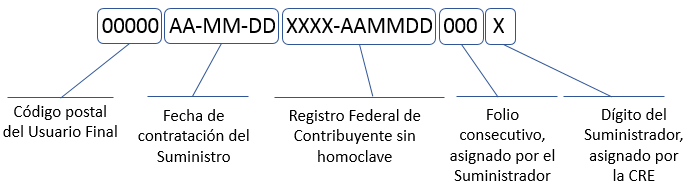 00000 AA-MM-DD XXXX-AAMMDD 000 X
Código postal
del Usuario Final
Fecha de
contratación del
Suministro
Registro Federal de
Contribuyente sin
homoclave
Folio
consecutivo,
asignado por el
Suministrador
Dígito del
Suministrador,
asignado por
la CRE